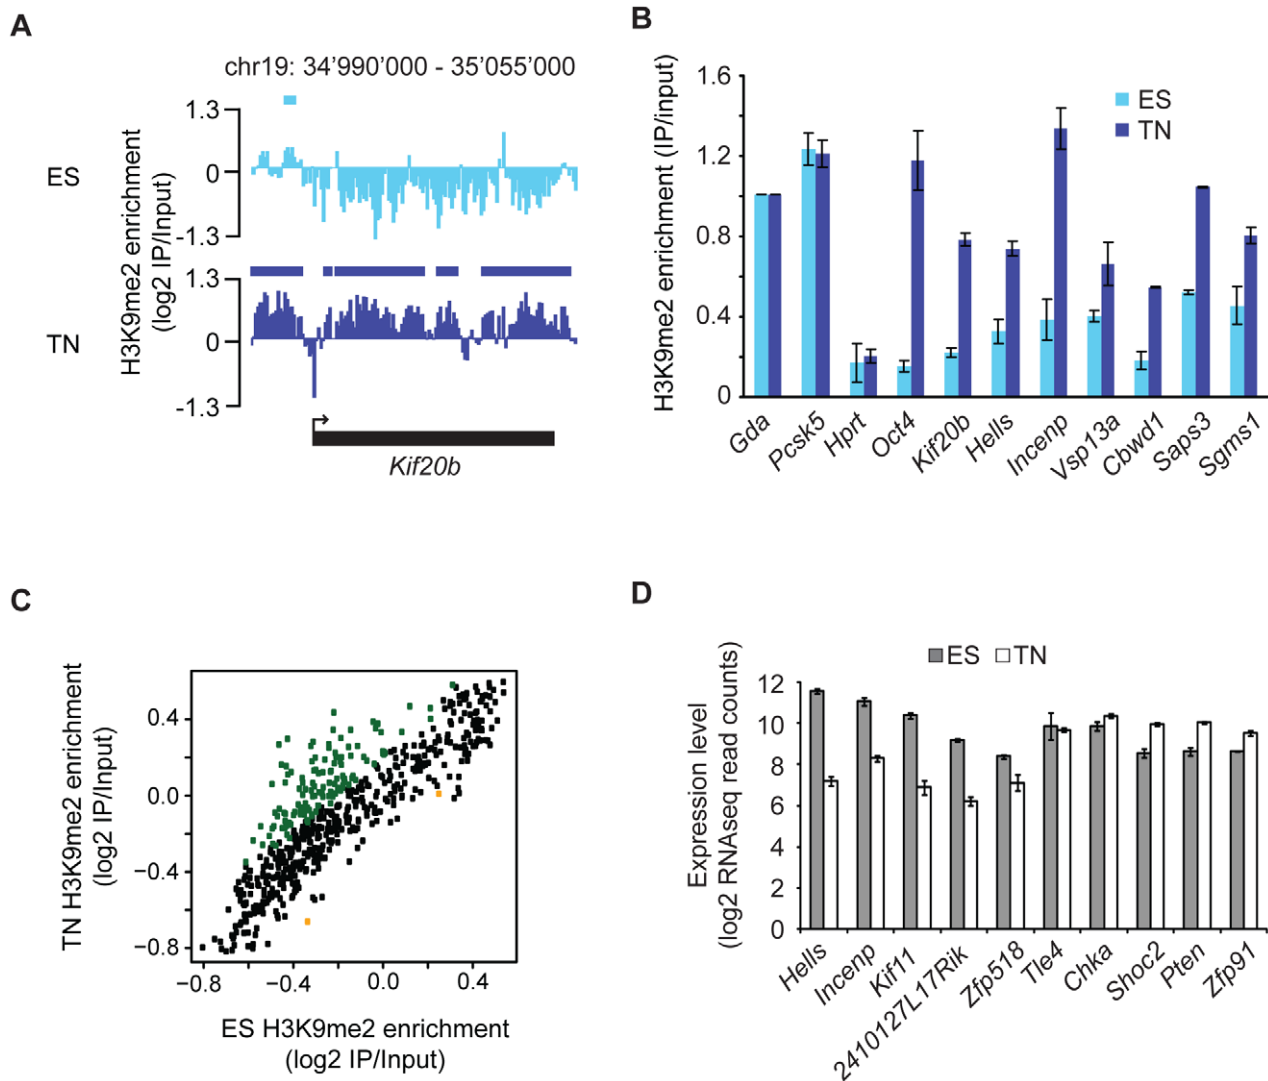 A
chr19: 34'990'000 - 35'055'000
ES
TN
H3K9me2 enrichment
(log2 IP/Input)
1.3
0
-1.3
1.3
0
-1.3
Kif20b
B
H3K9me2 enrichment (IP/input)
1.6
1.2
0.8
0.4
0
ES
TN
Gda
Pcsk5
Hprt
Oct4
Kif20b
Hells
Incenp
Vsp13a
Cbwd1
Saps3
Sgms1
C
TN H3K9me2 enrichment
(log2 IP/Input)
0.4
0.0
−0.4
−0.8
−0.8
−0.4
0.0
0.4
ES H3K9me2 enrichment
(log2 IP/Input)
D
ES
TN
Expression level
(log2 RNAseq read counts)
12
10
8
6
4
2
0
Hells
Incenp
Kif11
2410127L17Rik
Zfp518
Tle4
Chka
Shoc2
Pten
Zfp91